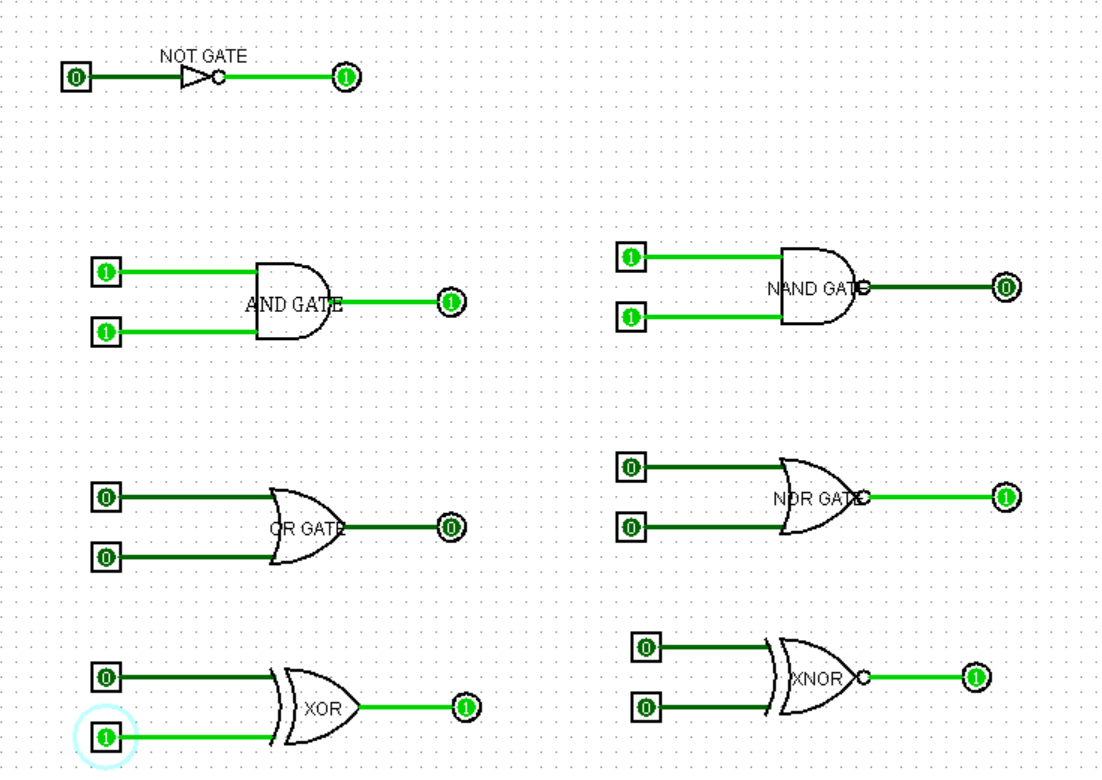 NOT GATE
0 1
1 1
AND GATE 1
1
1
NAND GATE 0
1
0
OR GATE 0
0
0
NOR GATE 1
0
0
XOR 1
1
0
XNOR 1
0